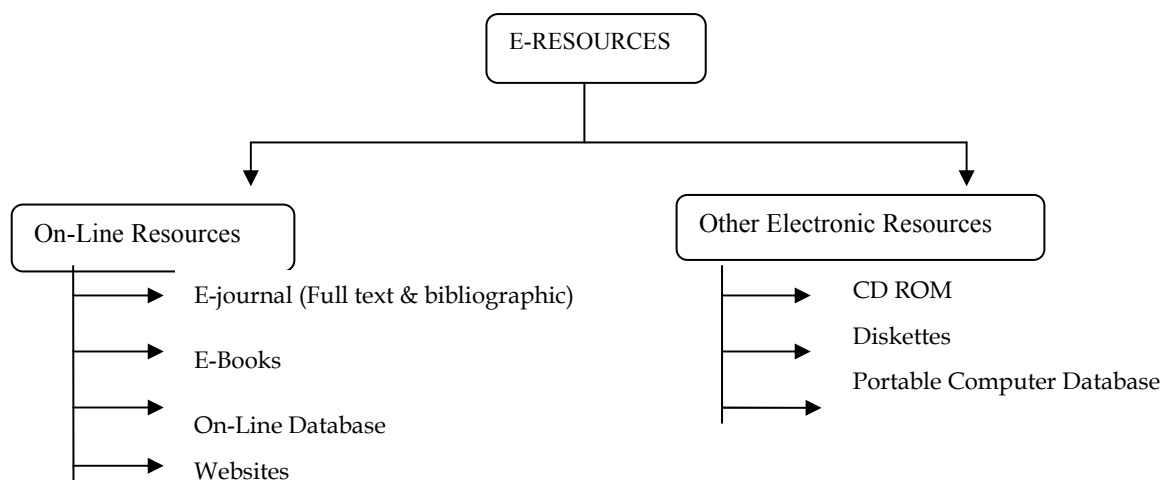 E-RESOURCES
On-Line Resources
E-journal (Full text & bibliographic)
E-Books
On-Line Database
Websites
Other Electronic Resources
CD ROM
Diskettes
Portable Computer Database